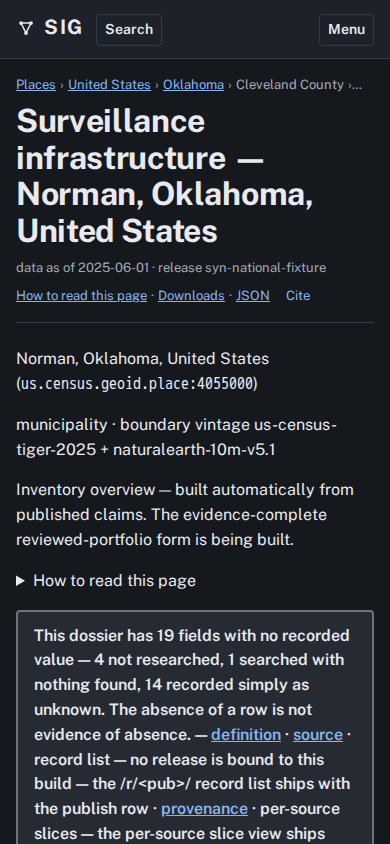 SIG Search Menu
Places › United States › Oklahoma › Cleveland County ›...
Surveillance
infrastructure —
Norman, Oklahoma,
United States
data as of 2025-06-01 · release syn-national-fixture
How to read this page · Downloads · JSON Cite
Norman, Oklahoma, United States
(us.census.geoid.place:4055000)
municipality · boundary vintage us-census-
tiger-2025 + naturalearth-10m-v5.1
Inventory overview — built automatically from
published claims. The evidence-complete
reviewed-portfolio form is being built.
▶ How to read this page
This dossier has 19 fields with no recorded
value — 4 not researched, 1 searched with
nothing found, 14 recorded simply as
unknown. The absence of a row is not
evidence of absence. — definition · source ·
record list — no release is bound to this
build — the /r/<pub>/ record list ships with
the publish row · provenance · per-source
slices — the per-source slice view ships